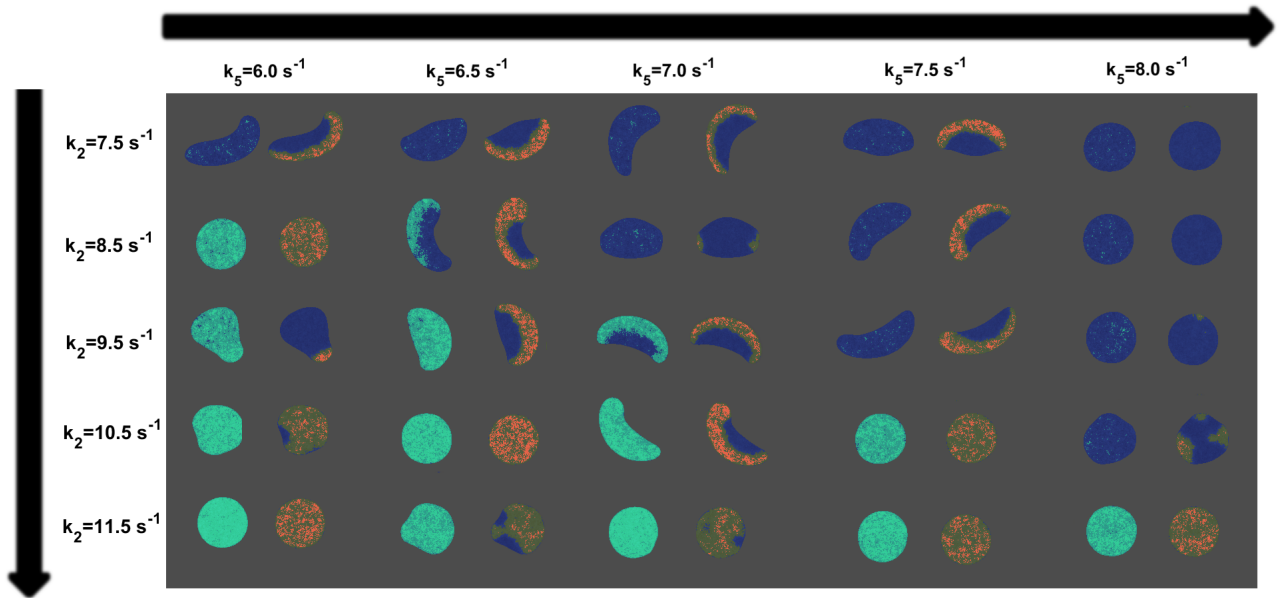 k₅=6.0 s⁻¹ k₅=6.5 s⁻¹ k₅=7.0 s⁻¹ k₅=7.5 s⁻¹ k₅=8.0 s⁻¹
k₂=7.5 s⁻¹
k₂=8.5 s⁻¹
k₂=9.5 s⁻¹
k₂=10.5 s⁻¹
k₂=11.5 s⁻¹